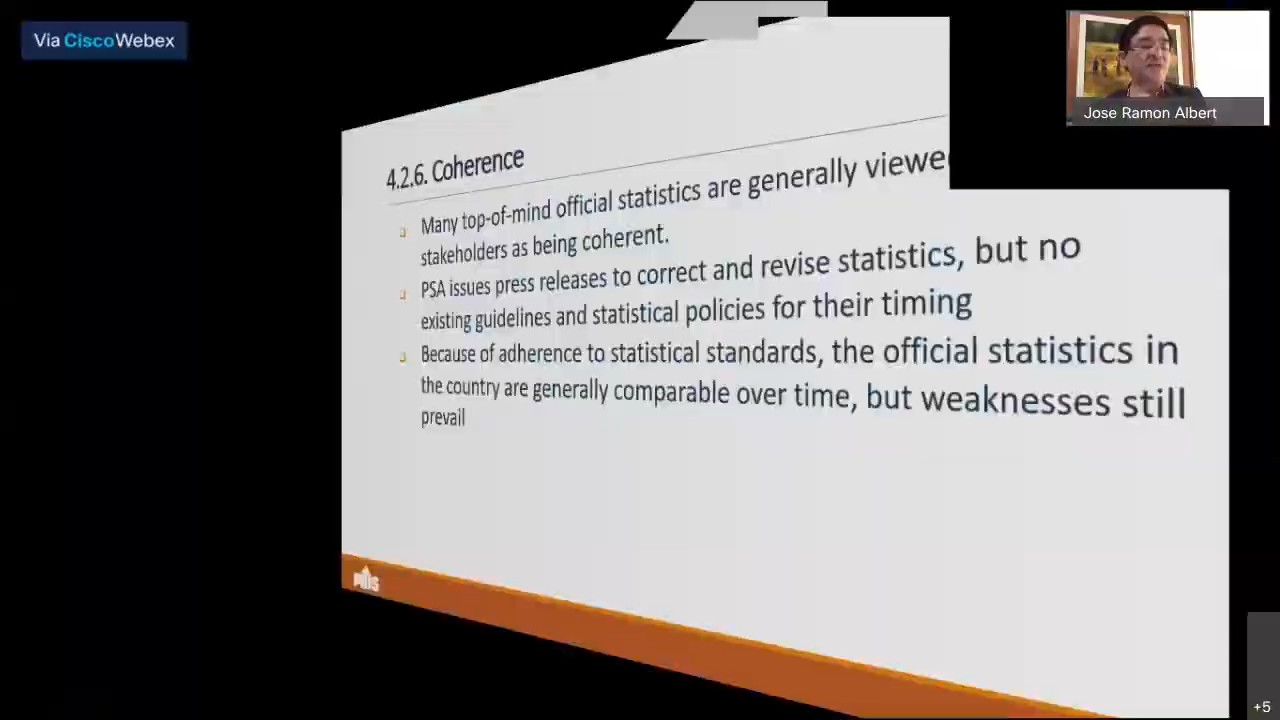 Via Cisco Webex
Jose Ramon Albert
4.2.6. Coherence
Many top-of-mind official statistics are generally
stakeholders as being coherent.
PSA issues press releases to correct and revise statistics, but no
existing guidelines and statistical policies for their timing
Because of adherence to statistical standards, the official statistics in
the country are generally comparable over time, but weaknesses still
prevail
+5